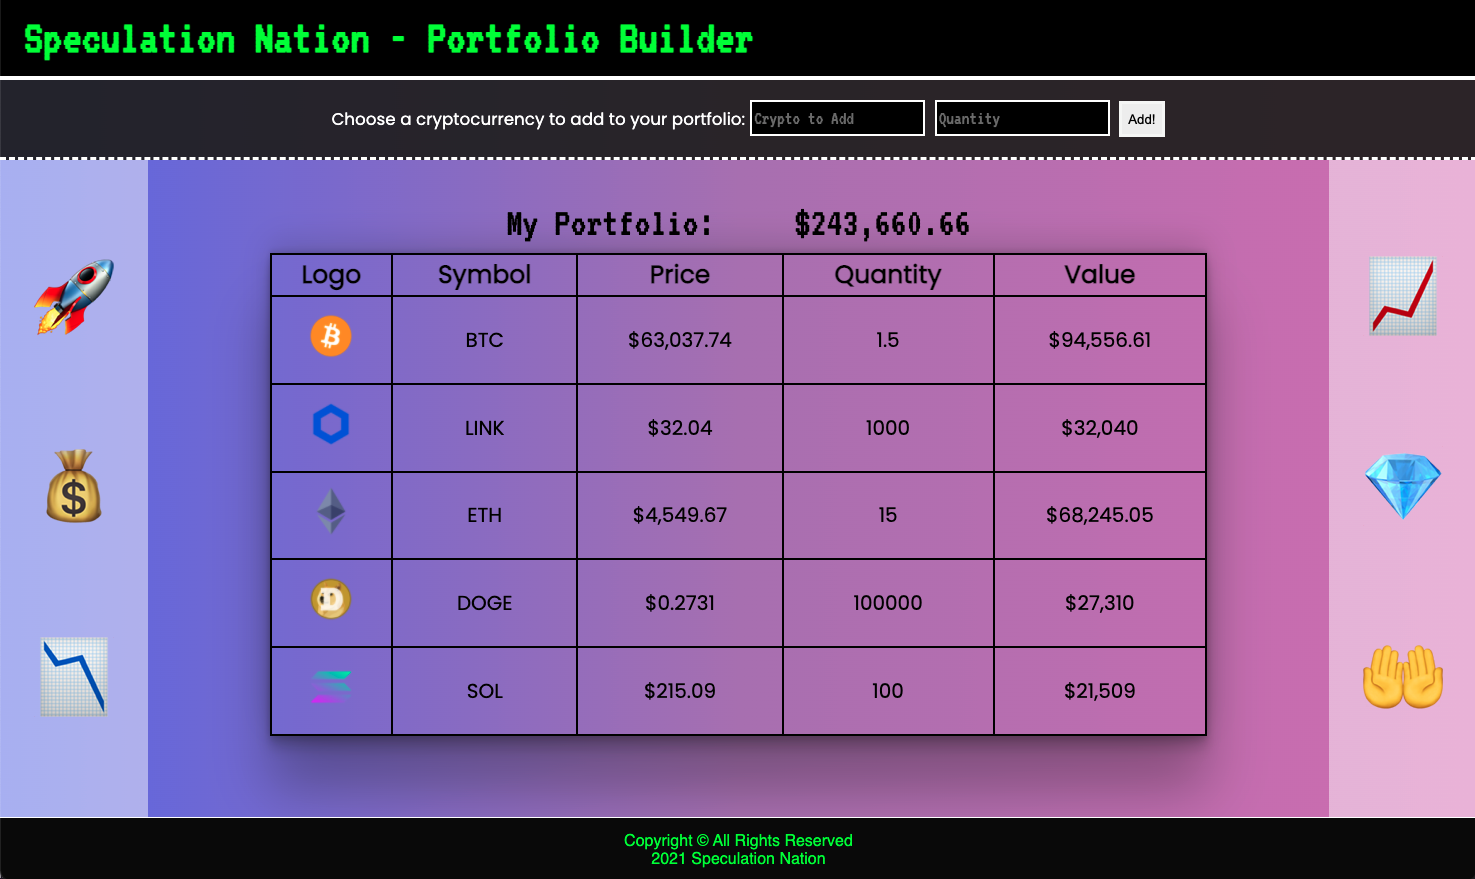 Speculation Nation - Portfolio Builder
Choose a cryptocurrency to add to your portfolio: Crypto to Add Quantity Add!
My Portfolio: $243,660.66
Logo Symbol Price Quantity Value
BTC $63,037.74 1.5 $94,556.61
LINK $32.04 1000 $32,040
ETH $4,549.67 15 $68,245.05
DOGE $0.2731 100000 $27,310
SOL $215.09 100 $21,509
Copyright © All Rights Reserved
2021 Speculation Nation